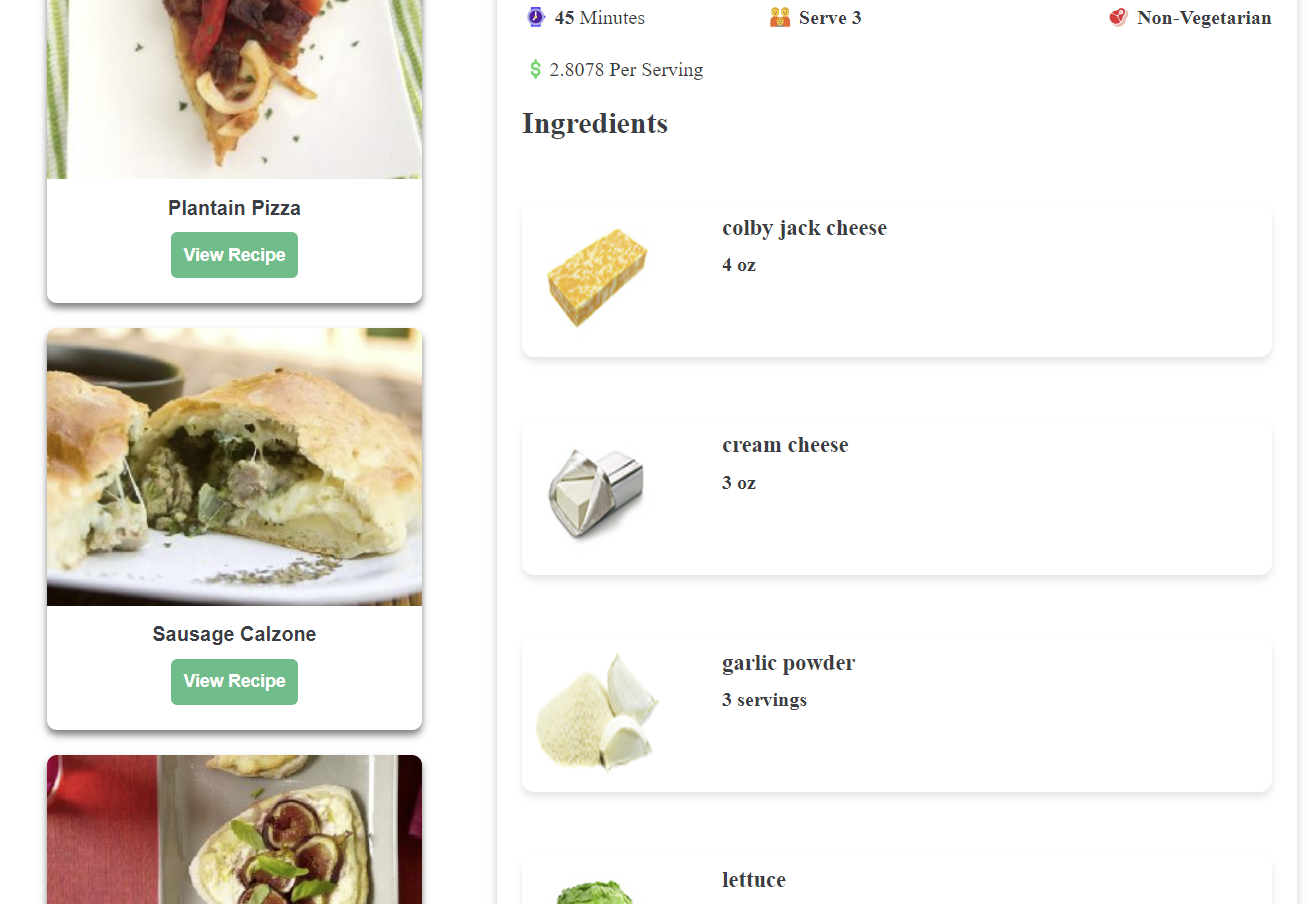 Plantain Pizza
View Recipe
Sausage Calzone
View Recipe
45 Minutes
Serve 3
Non-Vegetarian
$ 2.8078 Per Serving
Ingredients
colby jack cheese
4 oz
cream cheese
3 oz
garlic powder
3 servings
lettuce